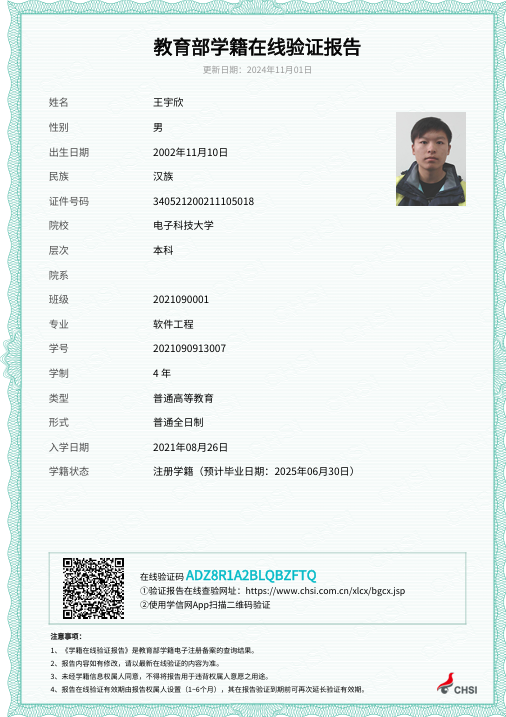 教育部学籍在线验证报告
更新日期：2024年11月01日
姓名 王宇欣
性别 男
出生日期 2002年11月10日
民族 汉族
证件号码 340521200211105018
院校 电子科技大学
层次 本科
院系
班级 2021090001
专业 软件工程
学号 2021090913007
学制 4 年
类型 普通高等教育
形式 普通全日制
入学日期 2021年08月26日
学籍状态 注册学籍（预计毕业日期：2025年06月30日）
在线验证码 ADZ8R1A2BLQBZFTQ
①验证报告在线查验网址：https://www.chsi.com.cn/xlcx/bgcx.jsp
②使用学信网App扫描二维码验证
注意事项：
1、《学籍在线验证报告》是教育部学籍电子注册备案的查询结果。
2、报告内容如有修改，请以最新在线验证的内容为准。
3、未经学籍信息权属人同意，不得将报告用于违背权属人意愿之用途。
4、报告在线验证有效期由报告权属人设置（1~6个月），其在报告验证到期前可再次延长验证有效期。
CHSI